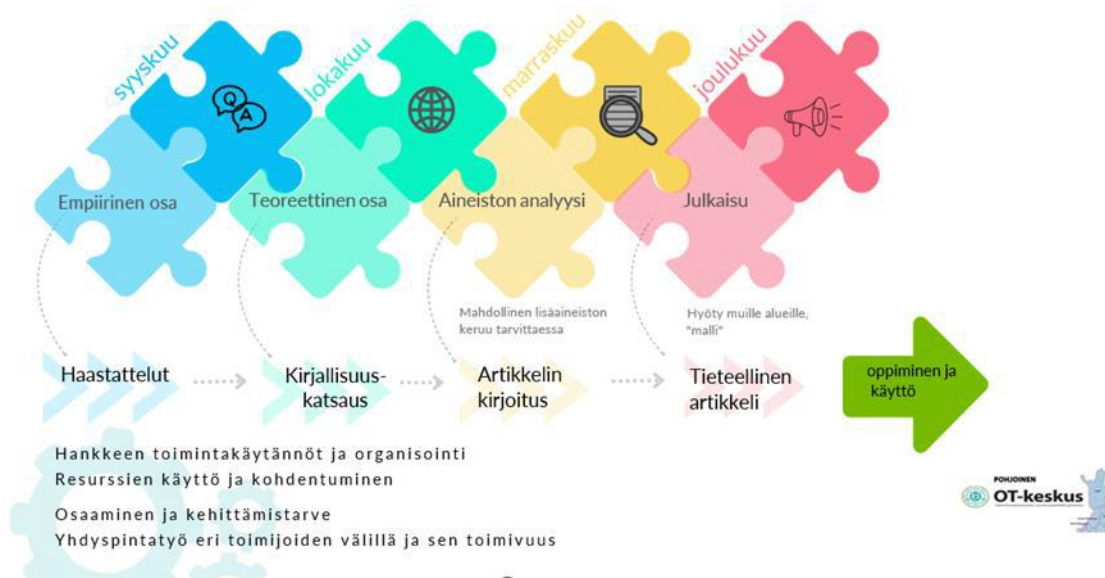 syyskuu
lokakuu
marraskuu
joulukuu
Q
A
Empiirinen osa
Teoreettinen osa
Aineiston analyysi
Julkaisu
Mahdollinen lisäaineiston
keruu tarvittaessa
Hyöty muille alueille,
"malli"
Haastattelut
Kirjallisuus-
katsaus
Artikkelin
kirjoitus
Tieteellinen
artikkeli
oppiminen ja
käyttö
Hankkeen toimintakäytännöt ja organisointi
Resurssien käyttö ja kohdentuminen
Osaaminen ja kehittämistarve
Yhdyspintatyö eri toimijoiden välillä ja sen toimivuus
POHJOINEN
OT-keskus